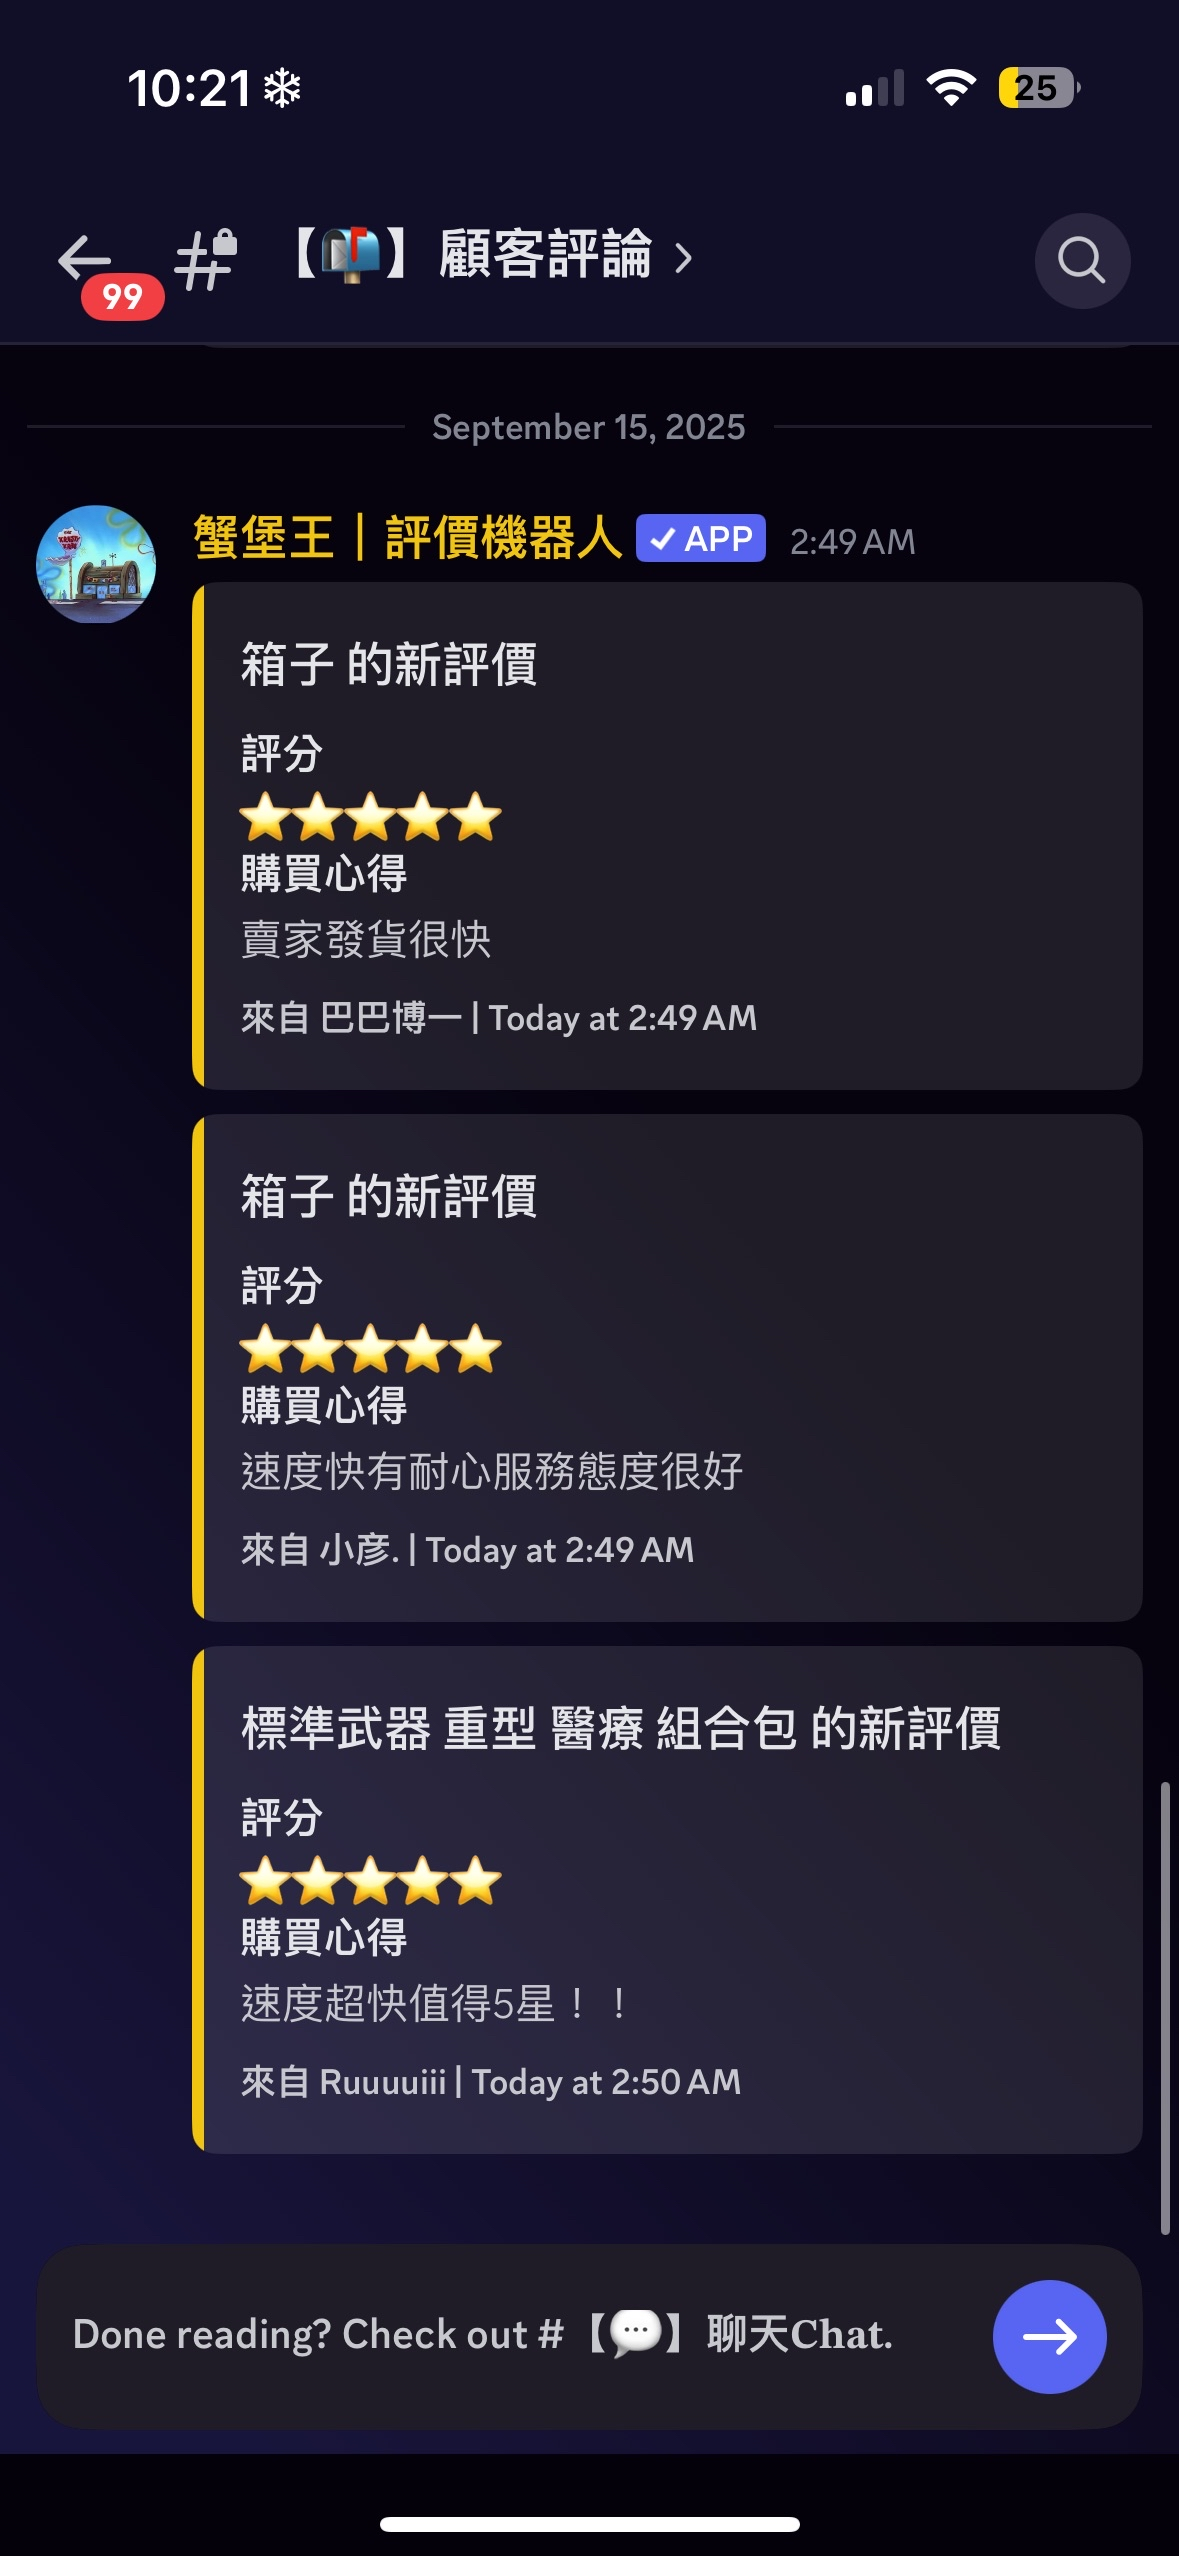 10:21
25
99
【📬】顧客評論
September 15, 2025
蟹堡王｜評價機器人 ✓ APP 2:49 AM
箱子 的新評價
評分
⭐⭐⭐⭐⭐
購買心得
賣家發貨很快
來自 巴巴博一 | Today at 2:49 AM
箱子 的新評價
評分
⭐⭐⭐⭐⭐
購買心得
速度快有耐心服務態度很好
來自 小彦. | Today at 2:49 AM
標準武器 重型 醫療 組合包 的新評價
評分
⭐⭐⭐⭐⭐
購買心得
速度超快值得5星！！
來自 Ruuuuiii | Today at 2:50 AM
Done reading? Check out #【💬】聊天Chat.